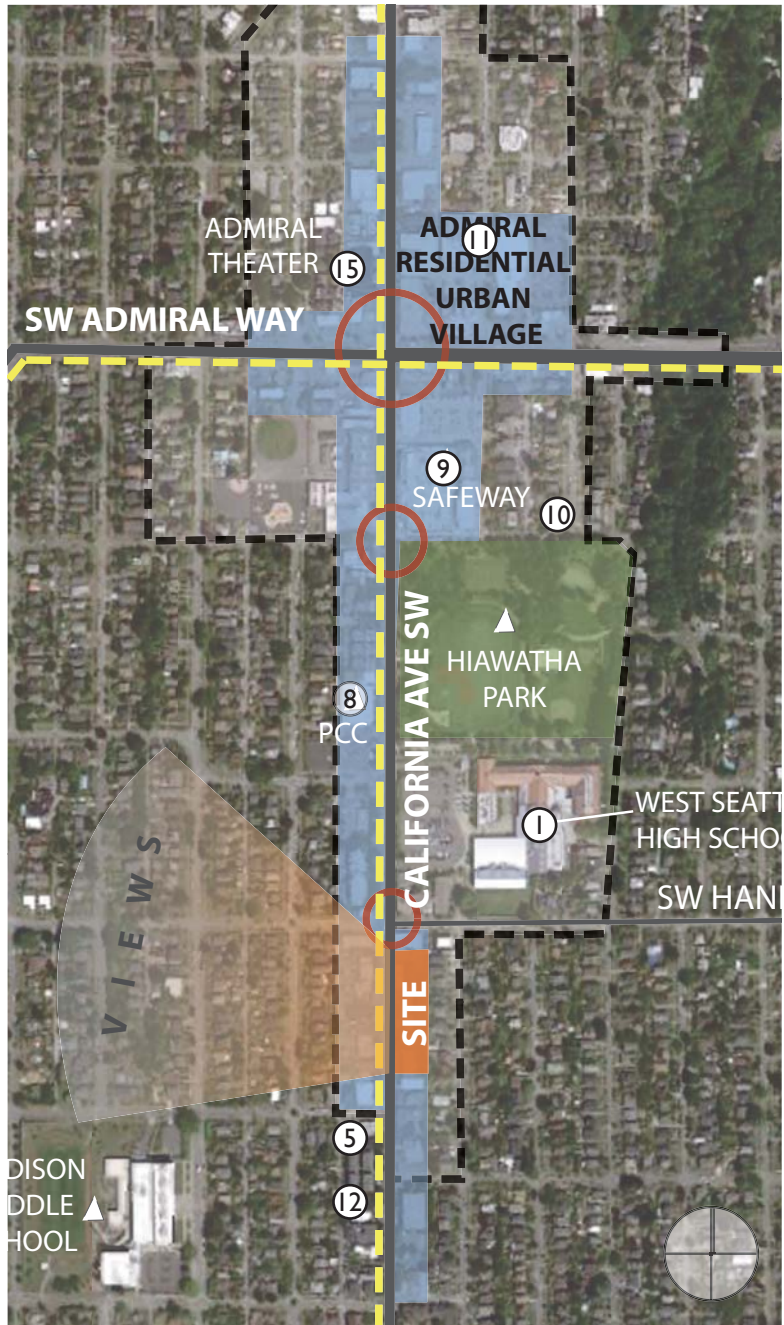 ADMIRAL
THEATER
15
11
ADMIRAL
RESIDENTIAL
URBAN
VILLAGE
SW ADMIRAL WAY
9
SAFEWAY
10
CALIFORNIA AVE SW
HIAWATHA
PARK
8
PCC
1
WEST SEATT
HIGH SCHO
SW HAN
VIEWS
SITE
5
12
DISON
DDLE
HOOL